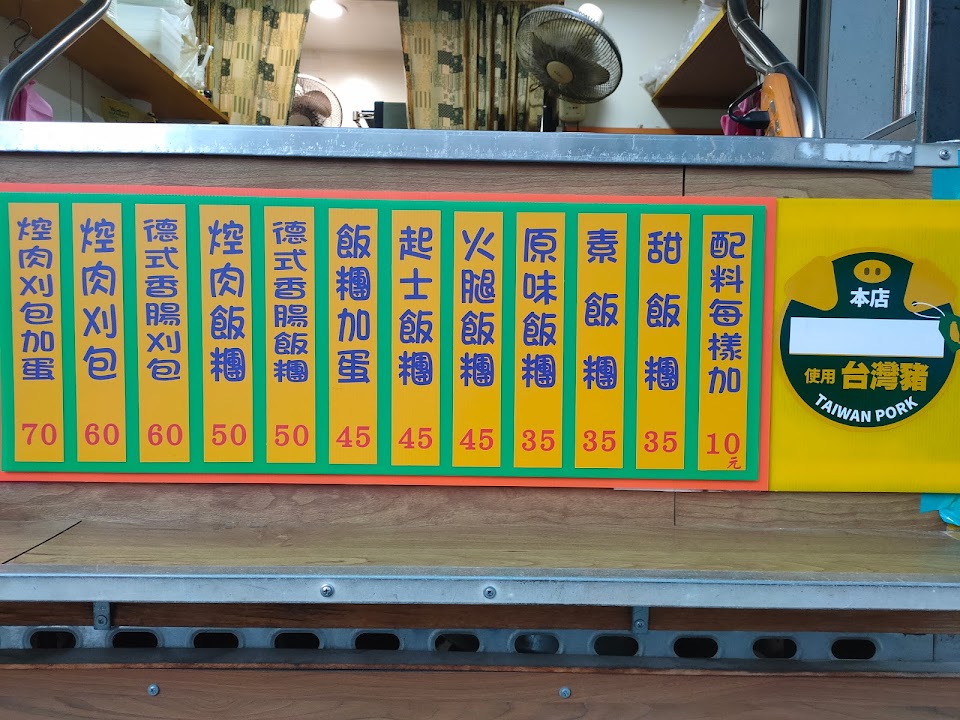 配料每樣加 10元
甜飯糰 35
素飯糰 35
原味飯糰 35
火腿飯糰 45
起士飯糰 45
飯糰加蛋 45
德式香腸飯糰 50
焢肉飯糰 50
德式香腸刈包 60
焢肉刈包 60
焢肉刈包加蛋 70
本店
使用 台灣豬
TAIWAN PORK